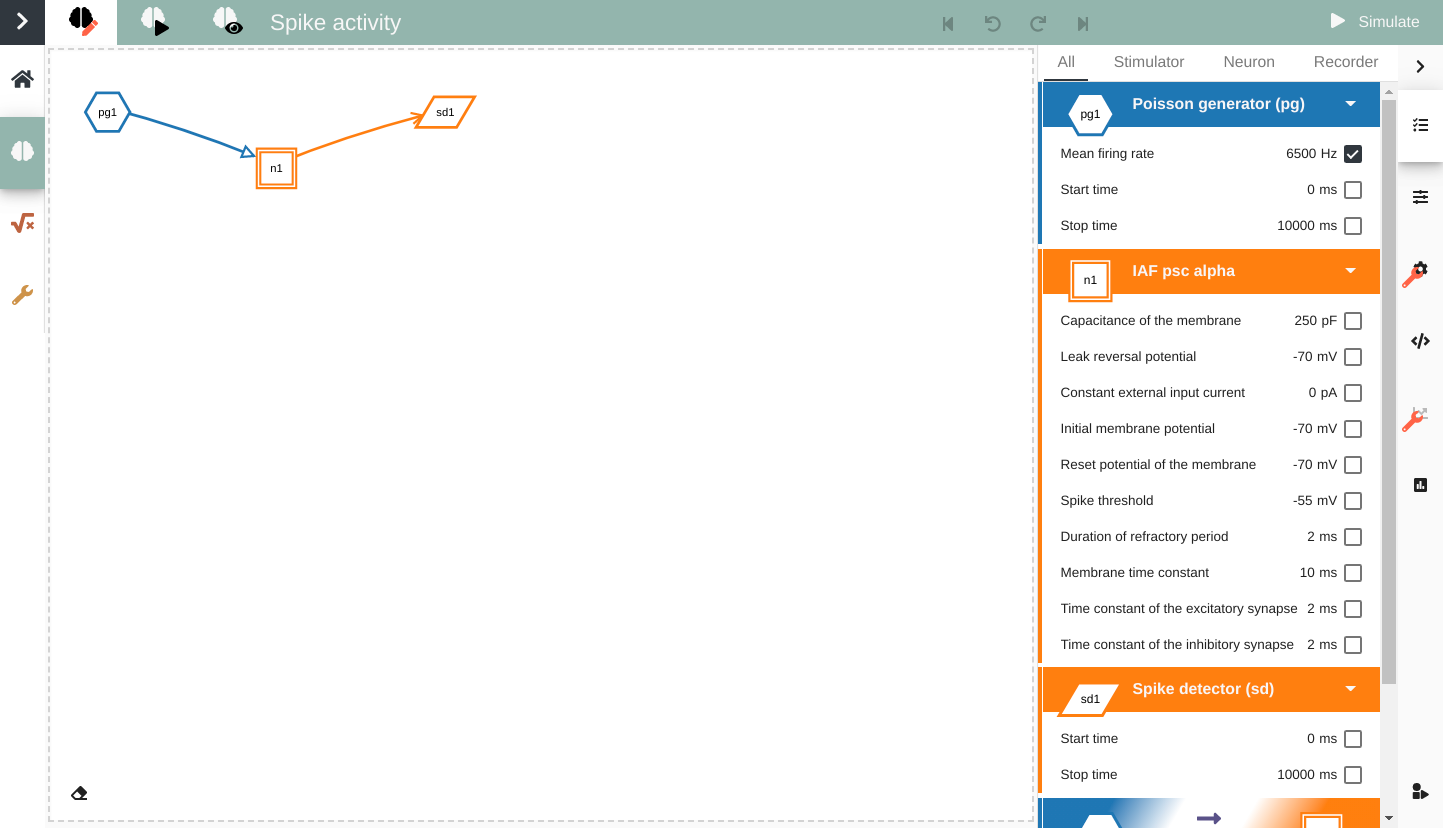 Spike activity
Simulate
All Stimulator Neuron Recorder
pg1
n1
sd1
pg1 Poisson generator (pg)
Mean firing rate 6500 Hz
Start time 0 ms
Stop time 10000 ms
n1 IAF psc alpha
Capacitance of the membrane 250 pF
Leak reversal potential -70 mV
Constant external input current 0 pA
Initial membrane potential -70 mV
Reset potential of the membrane -70 mV
Spike threshold -55 mV
Duration of refractory period 2 ms
Membrane time constant 10 ms
Time constant of the excitatory synapse 2 ms
Time constant of the inhibitory synapse 2 ms
sd1 Spike detector (sd)
Start time 0 ms
Stop time 10000 ms